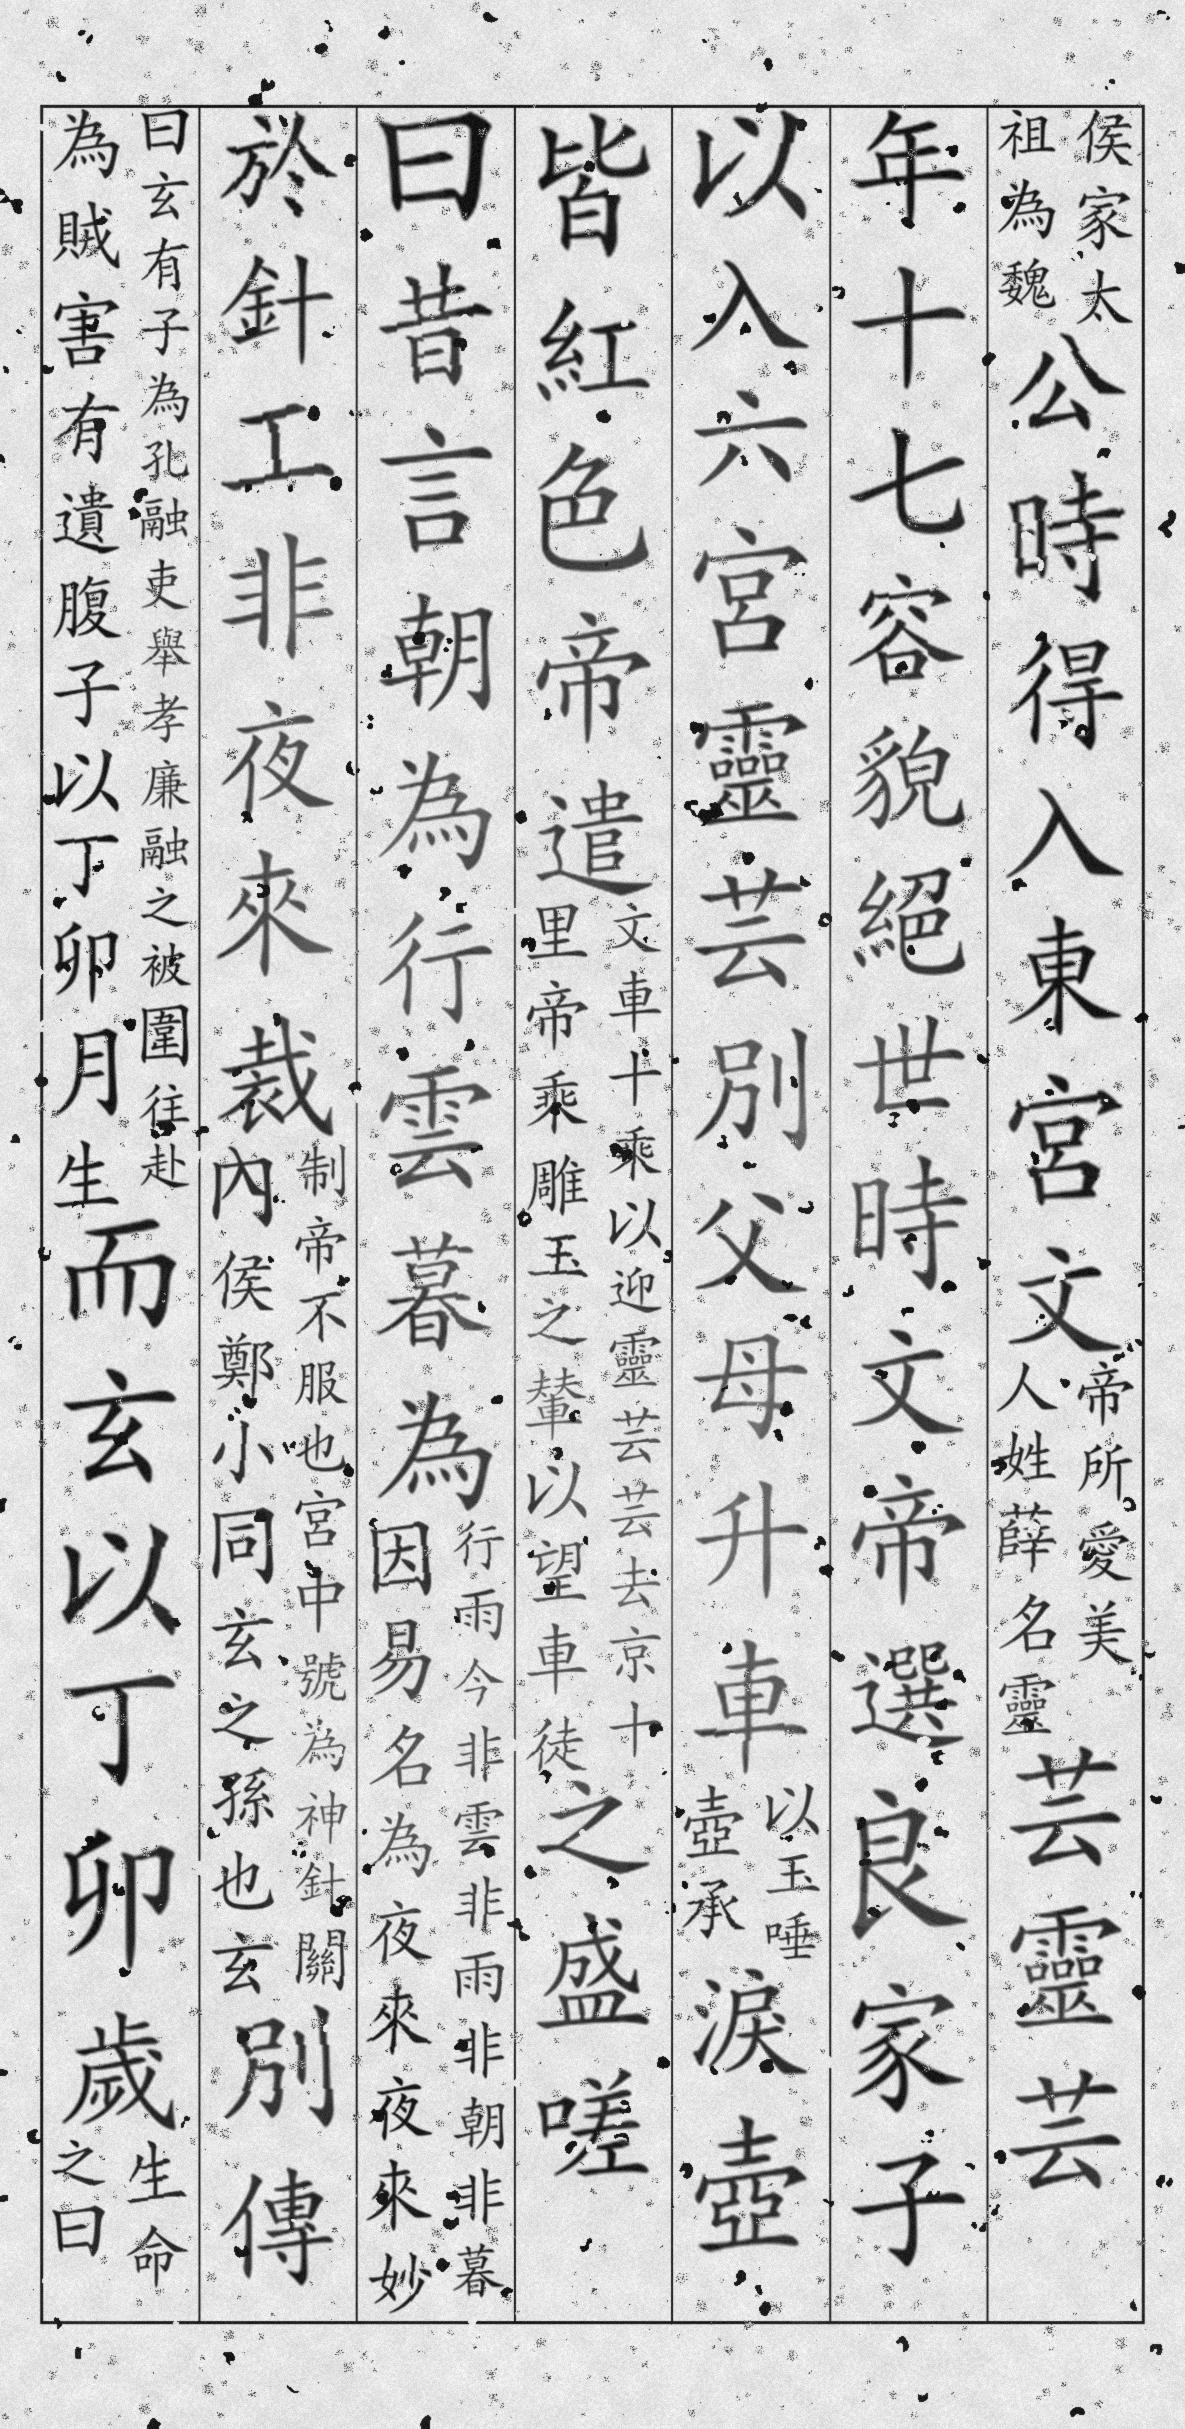 侯家太祖為魏公時得入東宮文帝所愛美人姓薛名靈芸靈芸
年十七容貌絕世時文帝選良家子
以入六宮靈芸別父母升車以玉唾壺承淚壺
皆紅色帝遣文車十乘以迎靈芸芸去京十里帝乘雕玉之輦以望車徒之盛嗟
曰昔言朝為行雲暮為行雨今非雲非雨非朝非暮因易名為夜來夜來妙
於針工非夜來裁制帝不服也宮中號為神針關內侯鄭小同玄之孫也玄別傳
曰玄有子為孔融吏舉孝廉融之被圍往赴為賊害有遺腹子以丁卯月生而玄以丁卯歲生命之曰